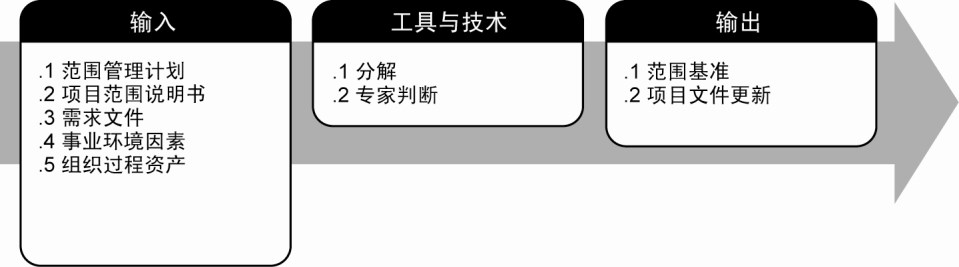 输入
.1 范围管理计划
.2 项目范围说明书
.3 需求文件
.4 事业环境因素
.5 组织过程资产
工具与技术
.1 分解
.2 专家判断
输出
.1 范围基准
.2 项目文件更新